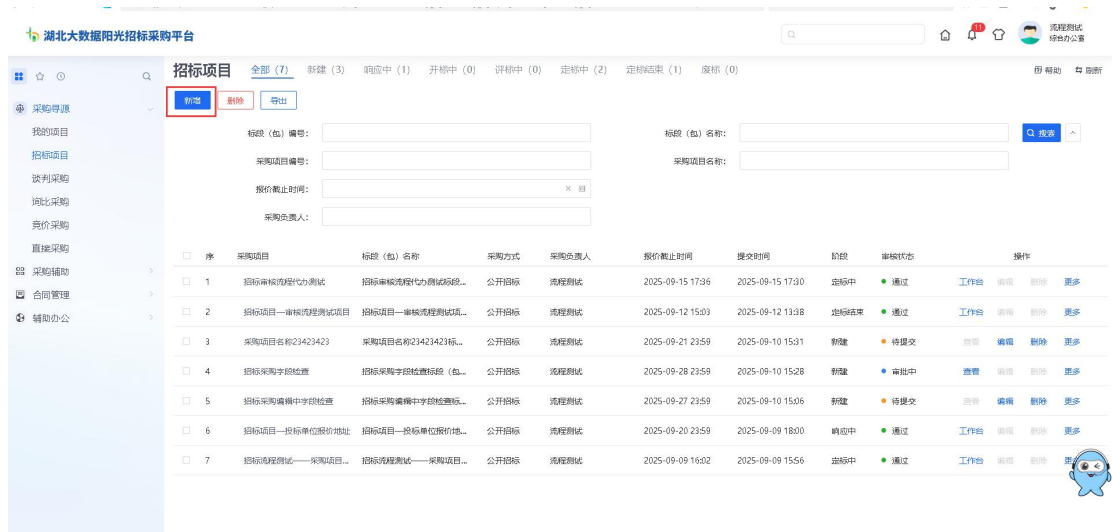 湖北大数据阳光招标采购平台
11
流程测试
综合办公室
招标项目 全部 (7) 新建 (3) 响应中 (1) 开标中 (0) 评标中 (0) 定标中 (2) 定标结束 (1) 废标 (0) 帮助 刷新
新增 删除 导出
采购寻源
我的项目
招标项目
谈判采购
询比采购
竞价采购
直接采购
采购辅助
合同管理
辅助办公
标段（包）编号： 标段（包）名称： 搜索
采购项目编号： 采购项目名称：
报价截止时间：
采购负责人：
序 采购项目 标段（包）名称 采购方式 采购负责人 报价截止时间 提交时间 阶段 审核状态 操作
1 招标审核流程代办测试 招标审核流程代办测试标段... 公开招标 流程测试 2025-09-15 17:36 2025-09-15 17:30 定标中 通过 工作台 编辑 删除 更多
2 招标项目—审核流程测试项目 招标项目—审核流程测试项... 公开招标 流程测试 2025-09-12 15:03 2025-09-12 13:38 定标结束 通过 工作台 编辑 删除 更多
3 采购项目名称23423423 采购项目名称23423423标... 公开招标 流程测试 2025-09-21 23:59 2025-09-10 15:31 新建 待提交 查看 编辑 删除 更多
4 招标采购字段检查 招标采购字段检查标段（包... 公开招标 流程测试 2025-09-28 23:59 2025-09-10 15:28 新建 审批中 查看 编辑 删除 更多
5 招标采购编辑中字段检查 招标采购编辑中字段检查标... 公开招标 流程测试 2025-09-27 23:59 2025-09-10 15:06 新建 待提交 查看 编辑 删除 更多
6 招标项目—投标单位报价地址 招标项目—投标单位报价地... 公开招标 流程测试 2025-09-20 23:59 2025-09-09 18:00 响应中 通过 工作台 编辑 删除 更多
7 招标流程测试——采购项目... 招标流程测试——采购项目... 公开招标 流程测试 2025-09-09 16:02 2025-09-09 15:56 定标中 通过 工作台 编辑 删除